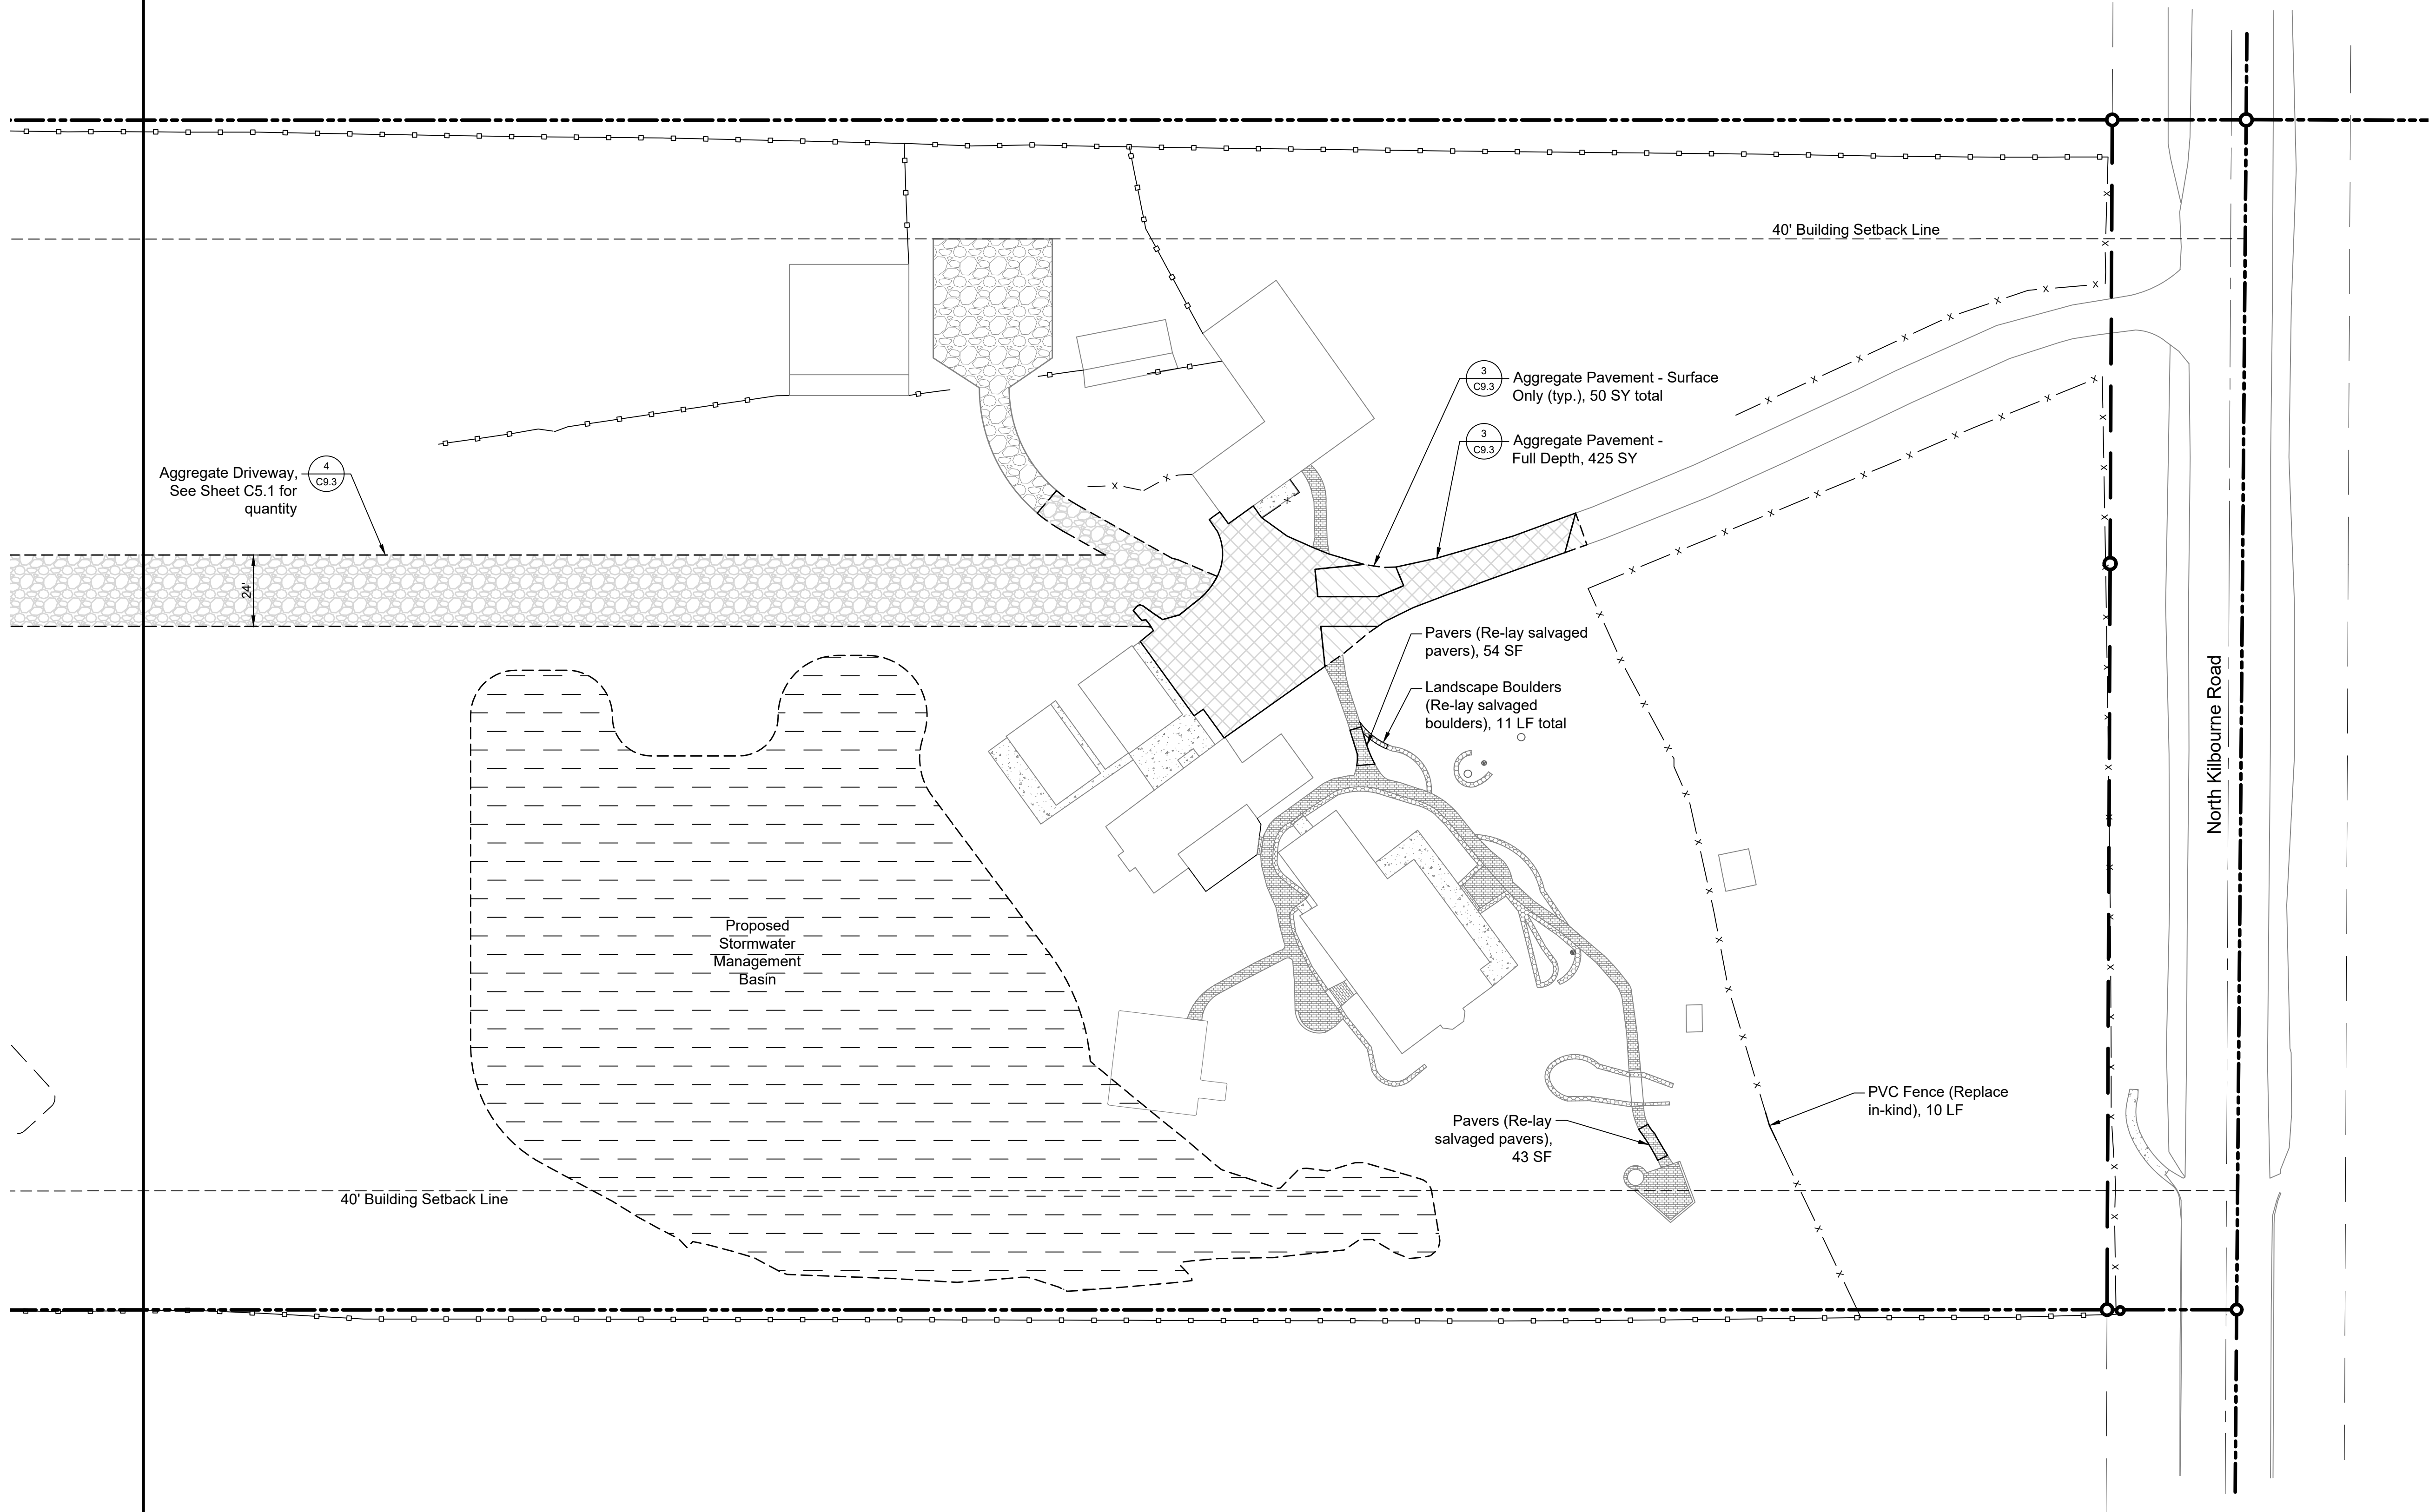 40' Building Setback Line
3
C9.3
Aggregate Pavement - Surface
Only (typ.), 50 SY total
3
C9.3
Aggregate Pavement -
Full Depth, 425 SY
Aggregate Driveway,
See Sheet C5.1 for
quantity
4
C9.3
24'
Pavers (Re-lay salvaged
pavers), 54 SF
Landscape Boulders
(Re-lay salvaged
boulders), 11 LF total
North Kilbourne Road
Proposed
Stormwater
Management
Basin
PVC Fence (Replace
in-kind), 10 LF
Pavers (Re-lay
salvaged pavers),
43 SF
40' Building Setback Line